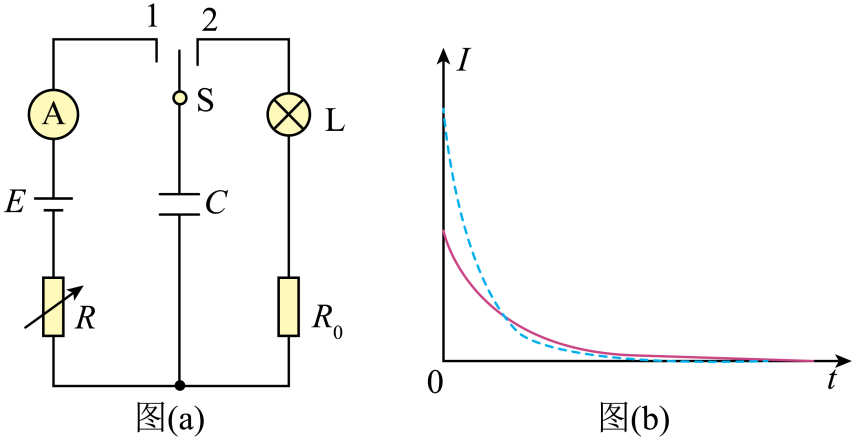 1 2
A S L
E C
R R₀
图(a)
I
0 t
图(b)